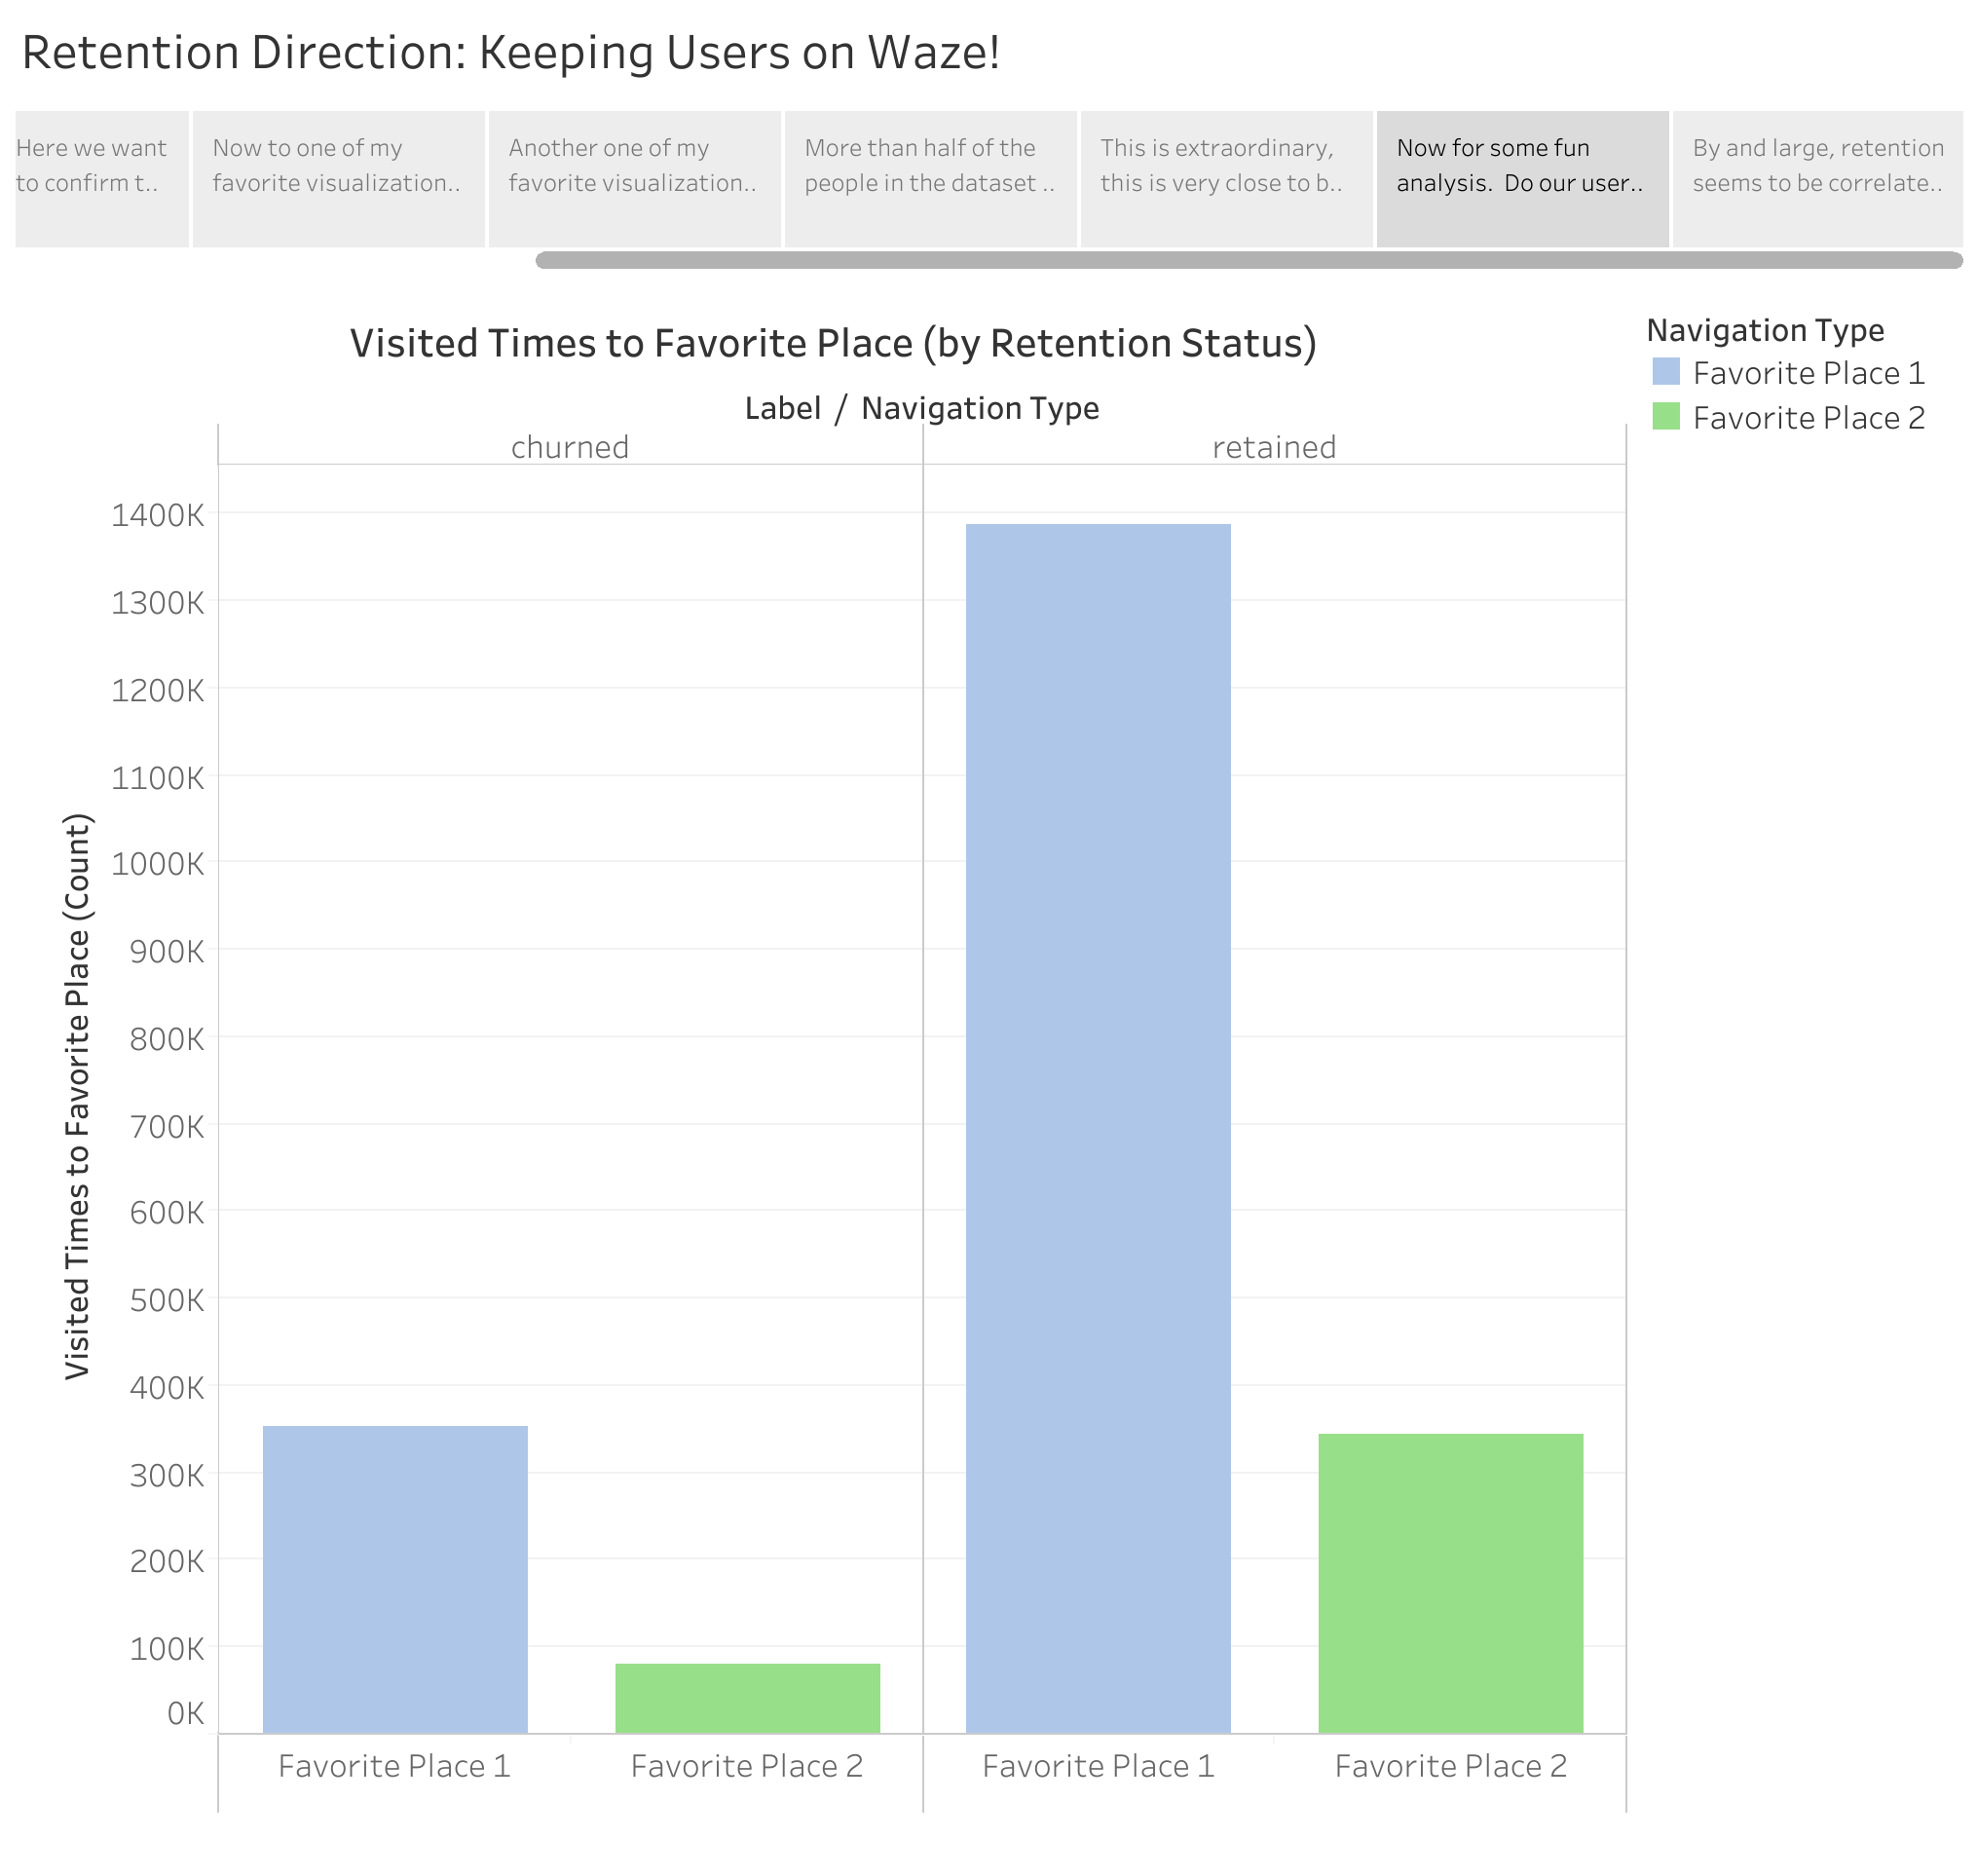 Retention Direction: Keeping Users on Waze!
Here we want
to confirm t..
Now to one of my
favorite visualization..
Another one of my
favorite visualization..
More than half of the
people in the dataset ..
This is extraordinary,
this is very close to b..
Now for some fun
analysis.  Do our user..
By and large, retention
seems to be correlate..
Visited Times to Favorite Place (by Retention Status)
Navigation Type
Favorite Place 1
Favorite Place 2
Label / Navigation Type
churned
retained
Visited Times to Favorite Place (Count)
1400K
1300K
1200K
1100K
1000K
900K
800K
700K
600K
500K
400K
300K
200K
100K
0K
Favorite Place 1
Favorite Place 2
Favorite Place 1
Favorite Place 2